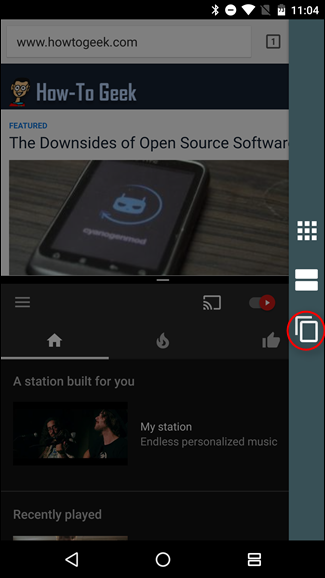 11:04
www.howtogeek.com
1
How-To Geek
FEATURED
The Downsides of Open Source Softwar
cyanogenmod
A station built for you
My station
Endless personalized music
Recently played